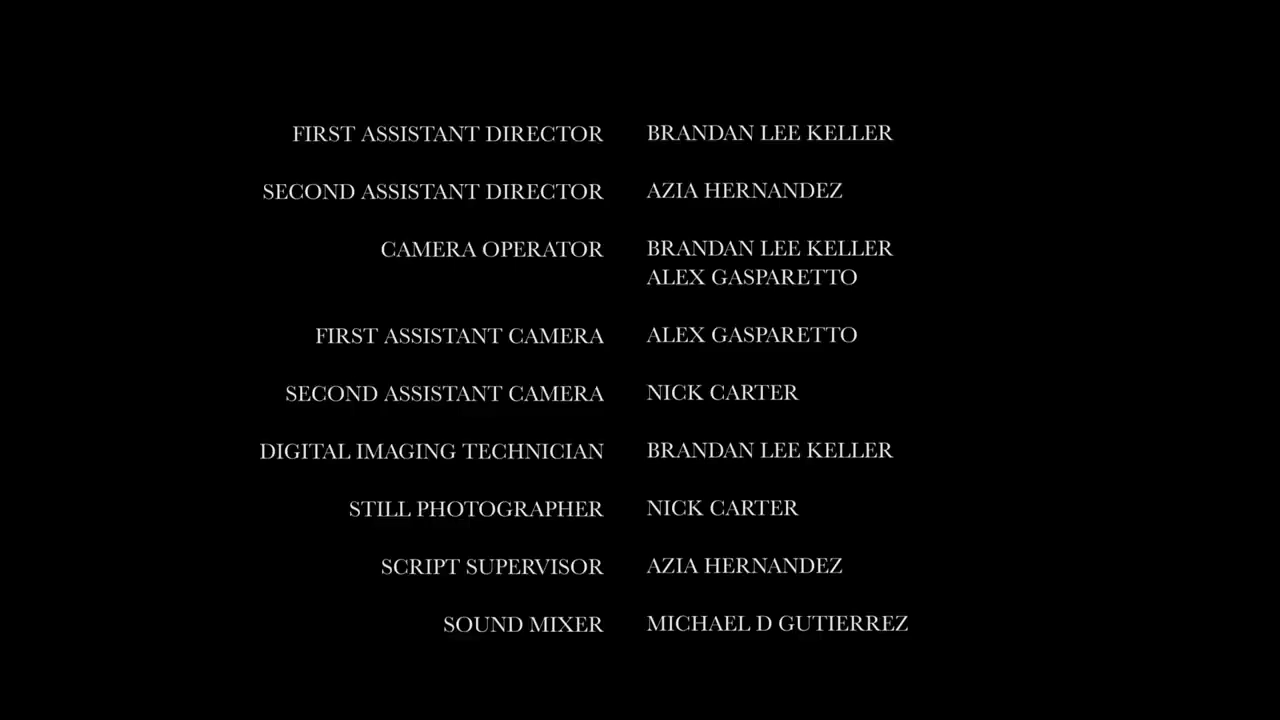 FIRST ASSISTANT DIRECTOR BRANDAN LEE KELLER
SECOND ASSISTANT DIRECTOR AZIA HERNANDEZ
CAMERA OPERATOR BRANDAN LEE KELLER
ALEX GASPARETTO
FIRST ASSISTANT CAMERA ALEX GASPARETTO
SECOND ASSISTANT CAMERA NICK CARTER
DIGITAL IMAGING TECHNICIAN BRANDAN LEE KELLER
STILL PHOTOGRAPHER NICK CARTER
SCRIPT SUPERVISOR AZIA HERNANDEZ
SOUND MIXER MICHAEL D GUTIERREZ